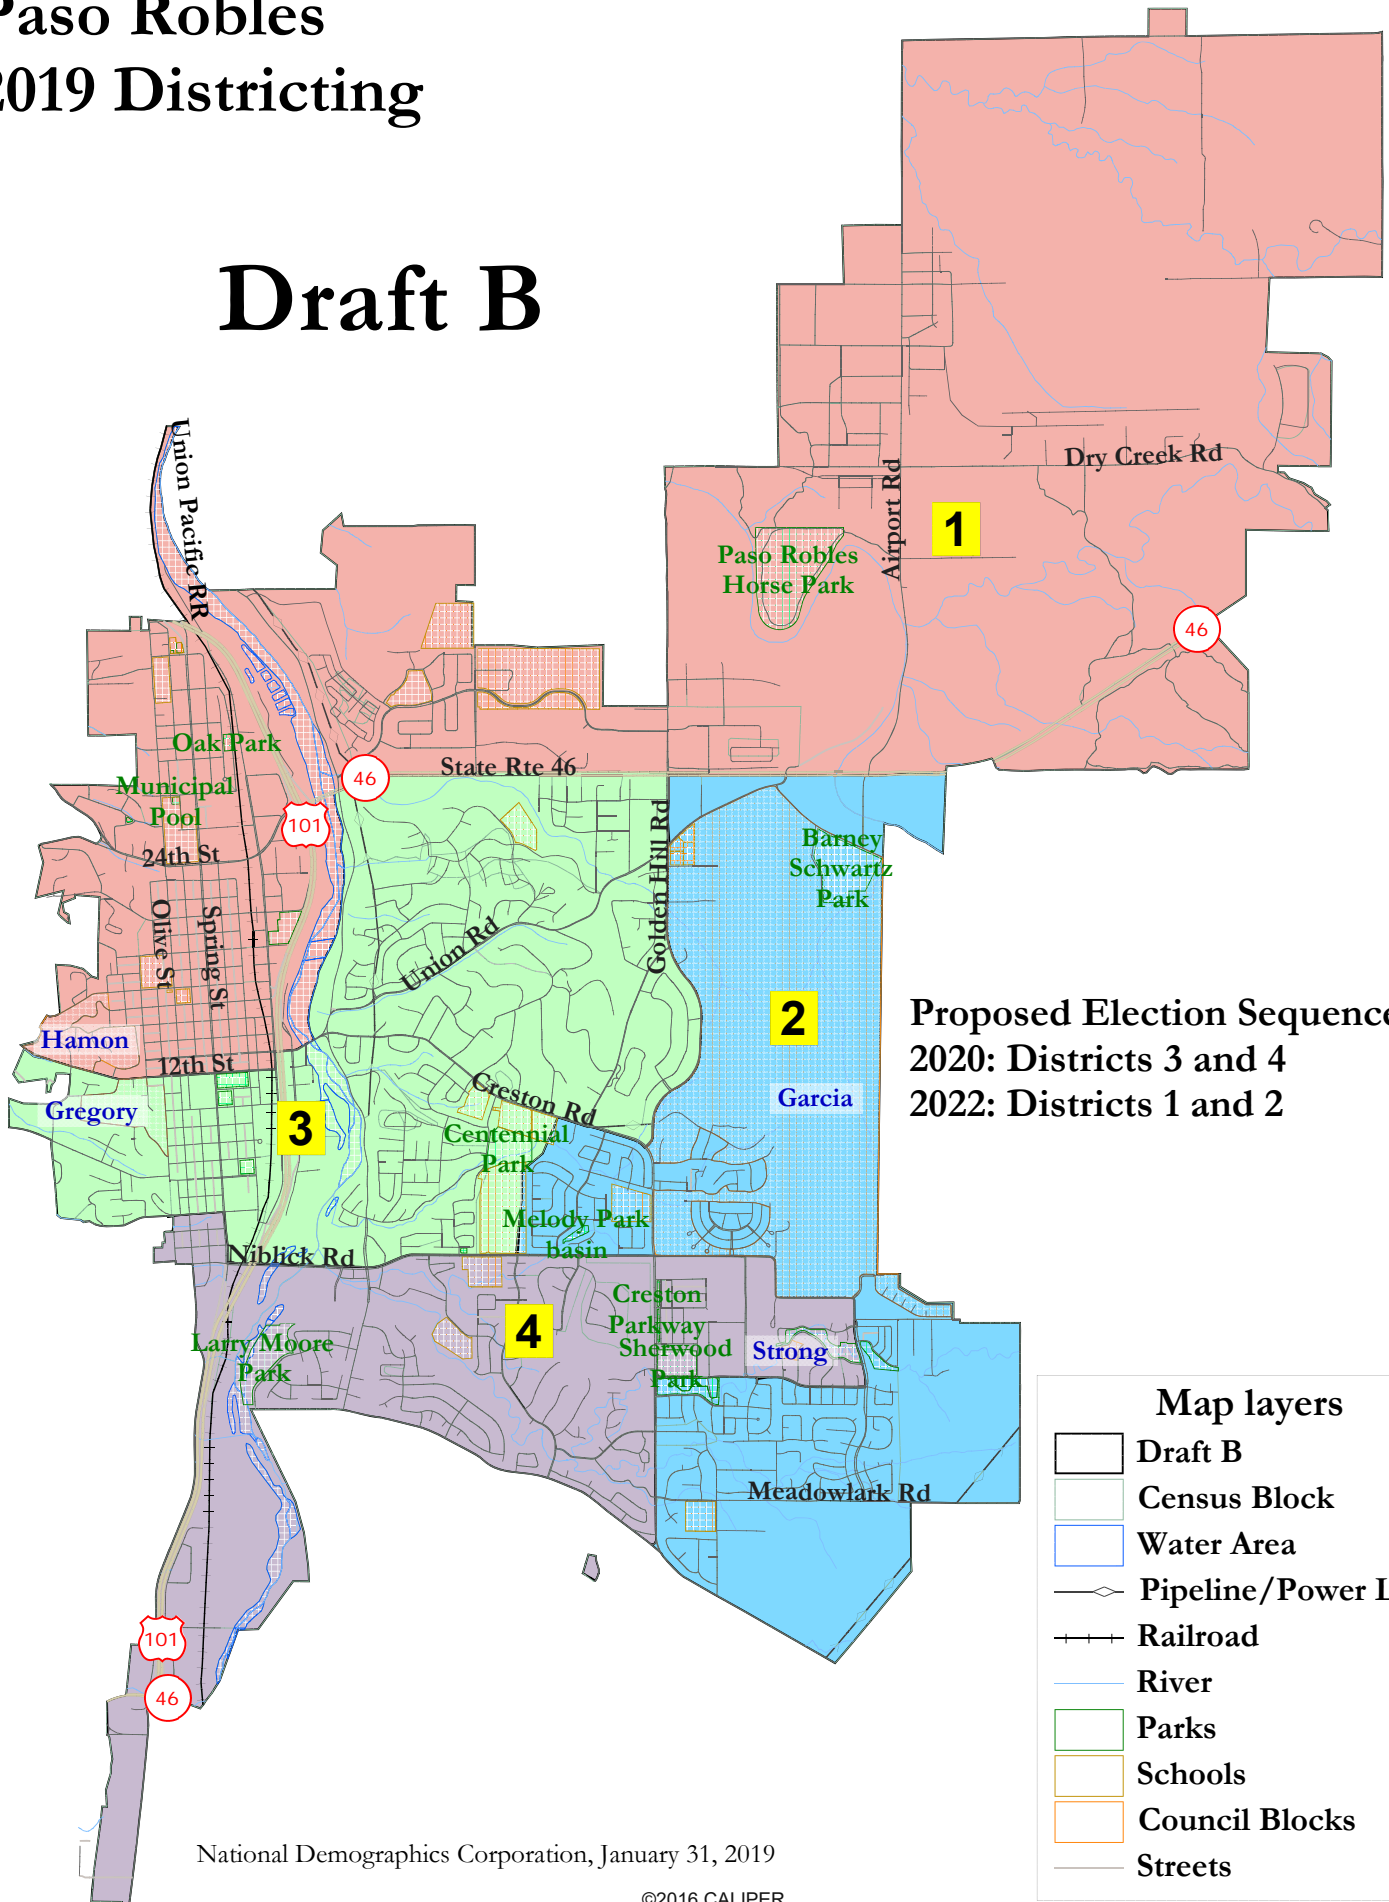 Paso Robles
2019 Districting
Draft B
Union Pacific RR
Dry Creek Rd
Airport Rd
1
Paso Robles
Horse Park
46
Oak Park
State Rte 46
46
Municipal
Pool
101
Golden Hill Rd
Barney
Schwartz
Park
24th St
Olive St
Spring St
Union Rd
2
Proposed Election Sequence
2020: Districts 3 and 4
2022: Districts 1 and 2
Hamon
12th St
Garcia
Gregory
3
Creston Rd
Centennial
Park
Melody Park
basin
Niblick Rd
Creston
Parkway
Larry Moore
Park
4
Sherwood
Park
Strong
Meadowlark Rd
101
46
Map layers
Draft B
Census Block
Water Area
Pipeline/Power L
Railroad
River
Parks
Schools
Council Blocks
Streets
National Demographics Corporation, January 31, 2019
©2016 CALIPER